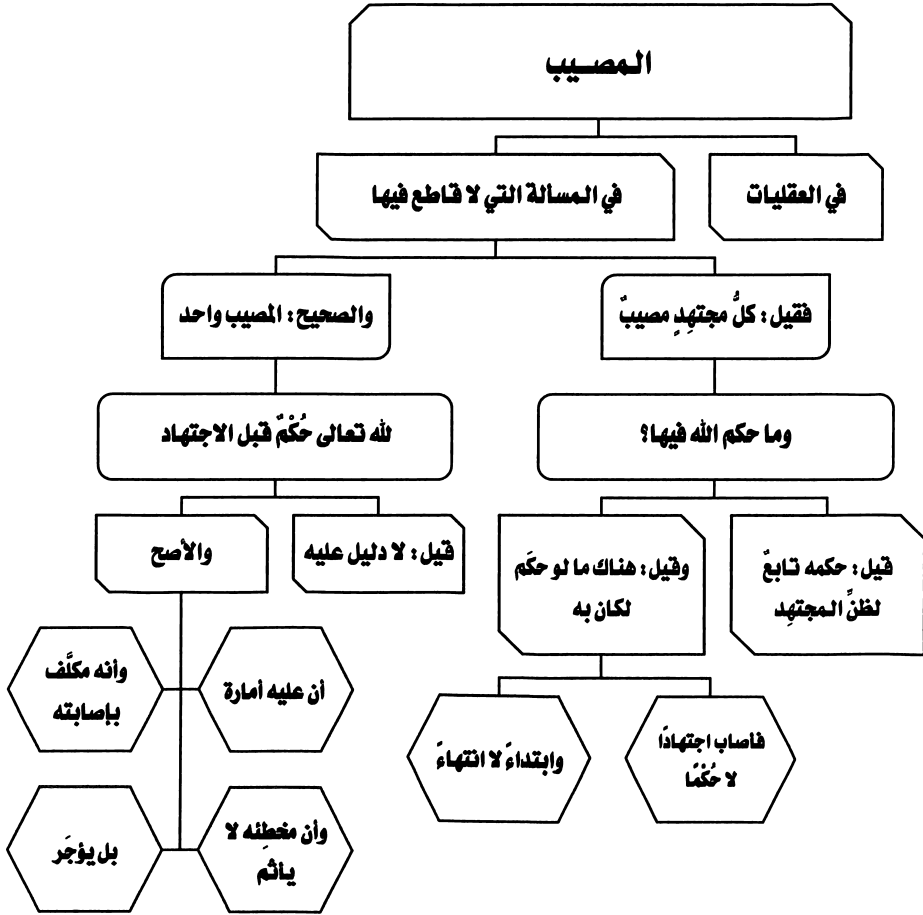 المصيب
في العقليات
في المسألة التي لا قاطع فيها
فقيل: كلُّ مجتهِدٍ مصيبٌ
والصحيح: المصيب واحد
وما حكم الله فيها؟
لله تعالى حُكْمٌ قبل الاجتهاد
قيل: حكمه تابعٌ
لظنِّ المجتهِد
وقيل: هناك ما لو حكَم
لكان به
قيل: لا دليل عليه
والأصح
فأصاب اجتهادًا
لا حُكْمًا
وابتداءً لا انتهاءً
أن عليه أمارة
وأنه مكلَّف
بإصابته
وأن مخطِئه لا
يأثم
بل يؤجَر